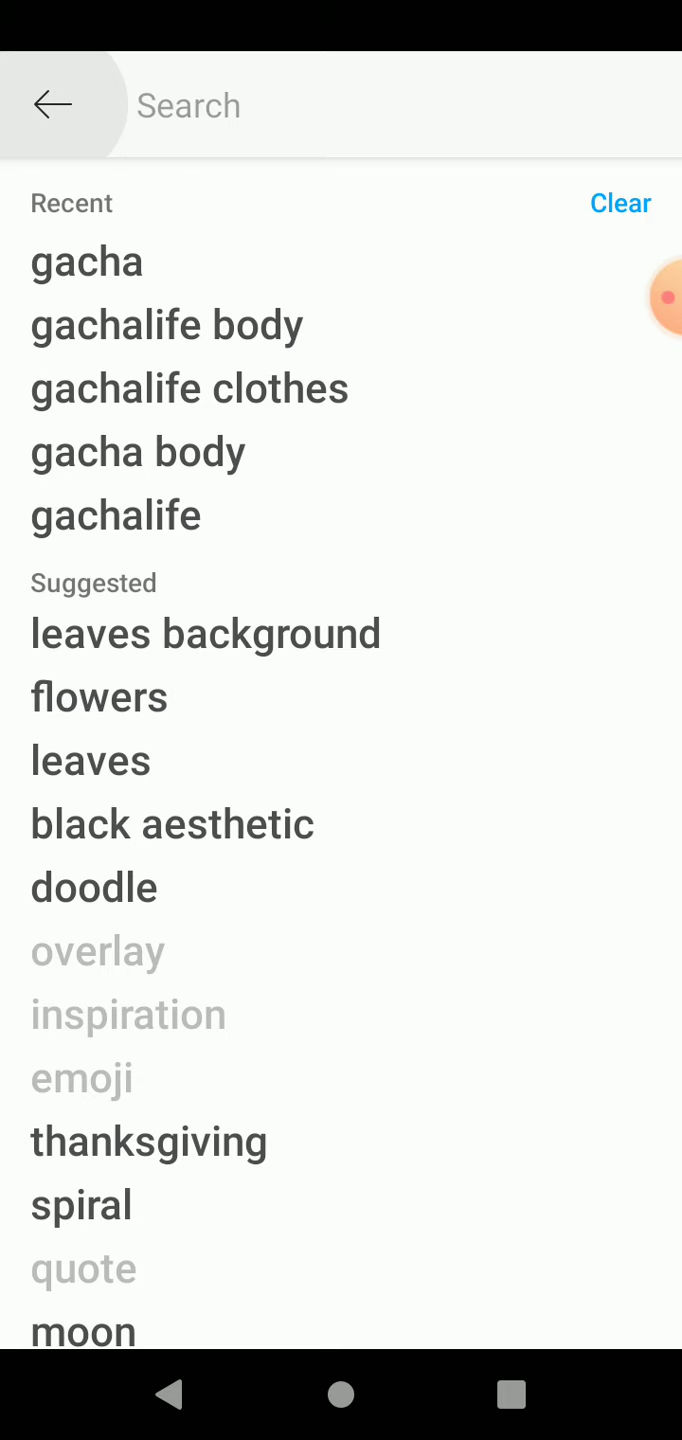 Search
Recent Clear
gacha
gachalife body
gachalife clothes
gacha body
gachalife
Suggested
leaves background
flowers
leaves
black aesthetic
doodle
overlay
inspiration
emoji
thanksgiving
spiral
quote
moon